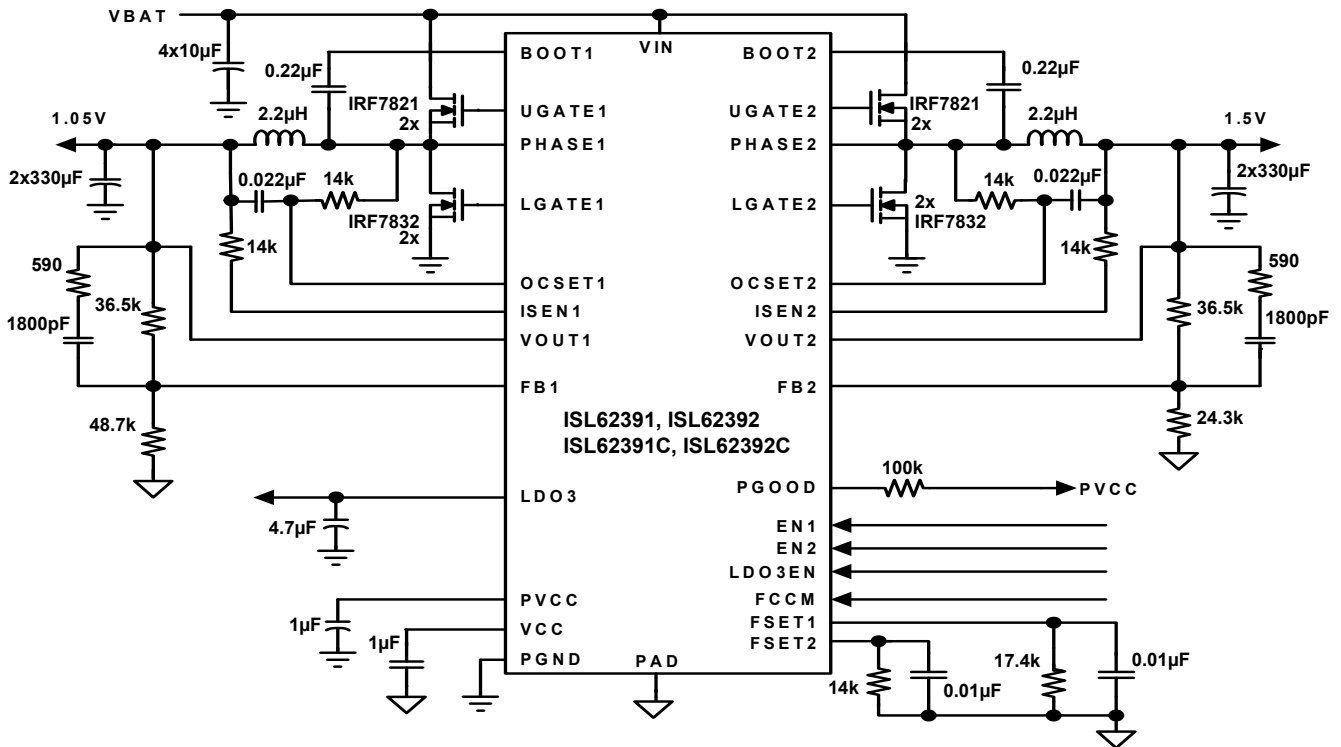 VBAT
4x10µF
0.22µF
BOOT1
VIN
BOOT2
0.22µF
IRF7821
2x
UGATE1
UGATE2
IRF7821
2x
1.05V
2.2µH
PHASE1
PHASE2
2.2µH
1.5V
2x330µF
0.022µF
14k
IRF7832
2x
LGATE1
LGATE2
2x
IRF7832
14k
0.022µF
2x330µF
14k
14k
590
OCSET1
OCSET2
590
36.5k
ISEN1
ISEN2
36.5k
1800pF
VOUT1
VOUT2
1800pF
FB1
FB2
48.7k
ISL62391, ISL62392
ISL62391C, ISL62392C
24.3k
LDO3
4.7µF
PGOOD
100k
PVCC
EN1
EN2
LDO3EN
PVCC
FCCM
1µF
VCC
FSET1
1µF
FSET2
PGND
PAD
14k
0.01µF
17.4k
0.01µF